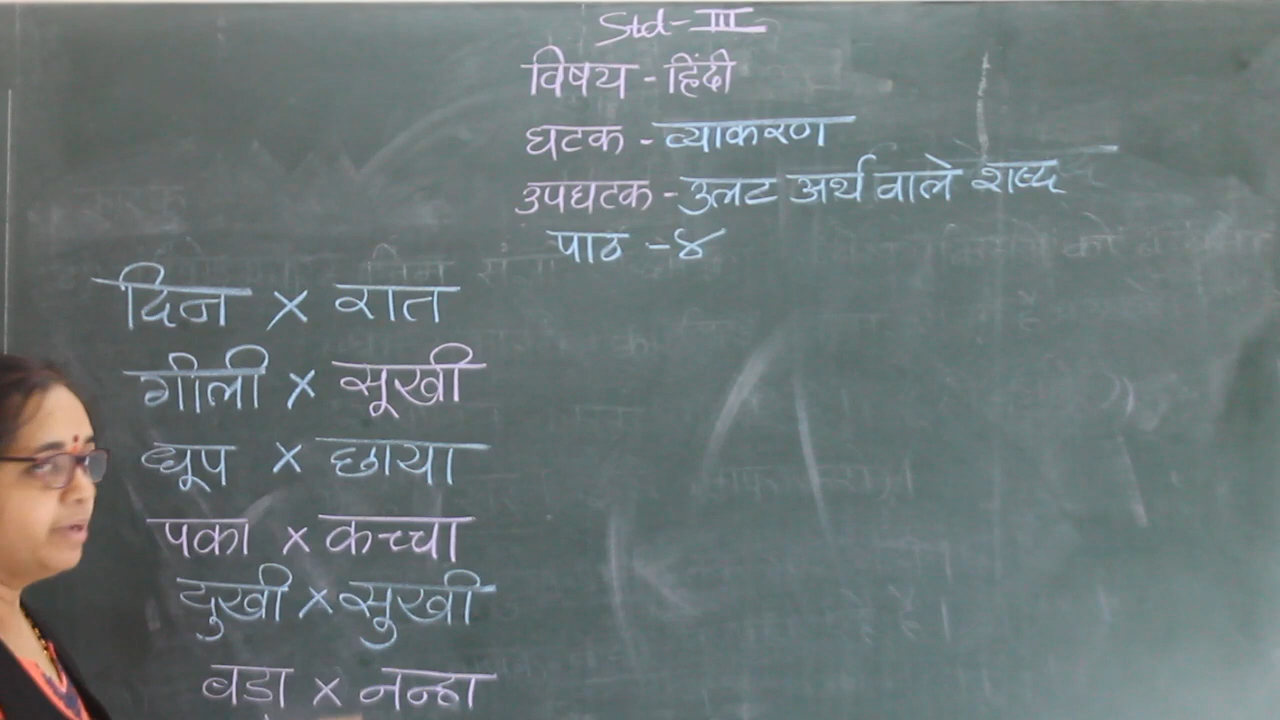 Std- III
विषय - हिंदी
घटक - व्याकरण
उपघटक - उलट अर्थ वाले शब्द
पाठ - ४
दिन × रात
गीली × सूखी
धूप × छाया
पका × कच्चा
दुखी × सुखी
बड़ा × नन्हा